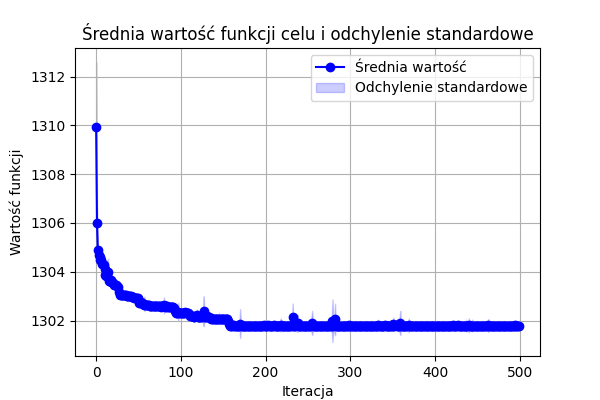 Średnia wartość funkcji celu i odchylenie standardowe
Średnia wartość
Odchylenie standardowe
Wartość funkcji
1312
1310
1308
1306
1304
1302
0 100 200 300 400 500
Iteracja